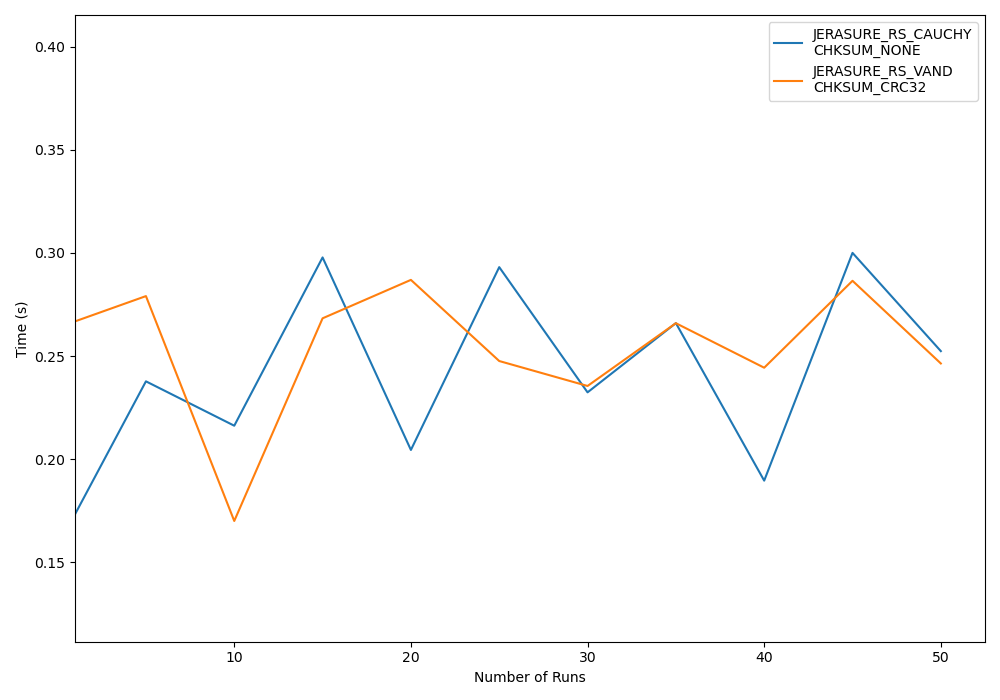 JERASURE_RS_CAUCHY
CHKSUM_NONE
JERASURE_RS_VAND
CHKSUM_CRC32
0.40
0.35
0.30
0.25
0.20
0.15
Time (s)
10 20 30 40 50
Number of Runs